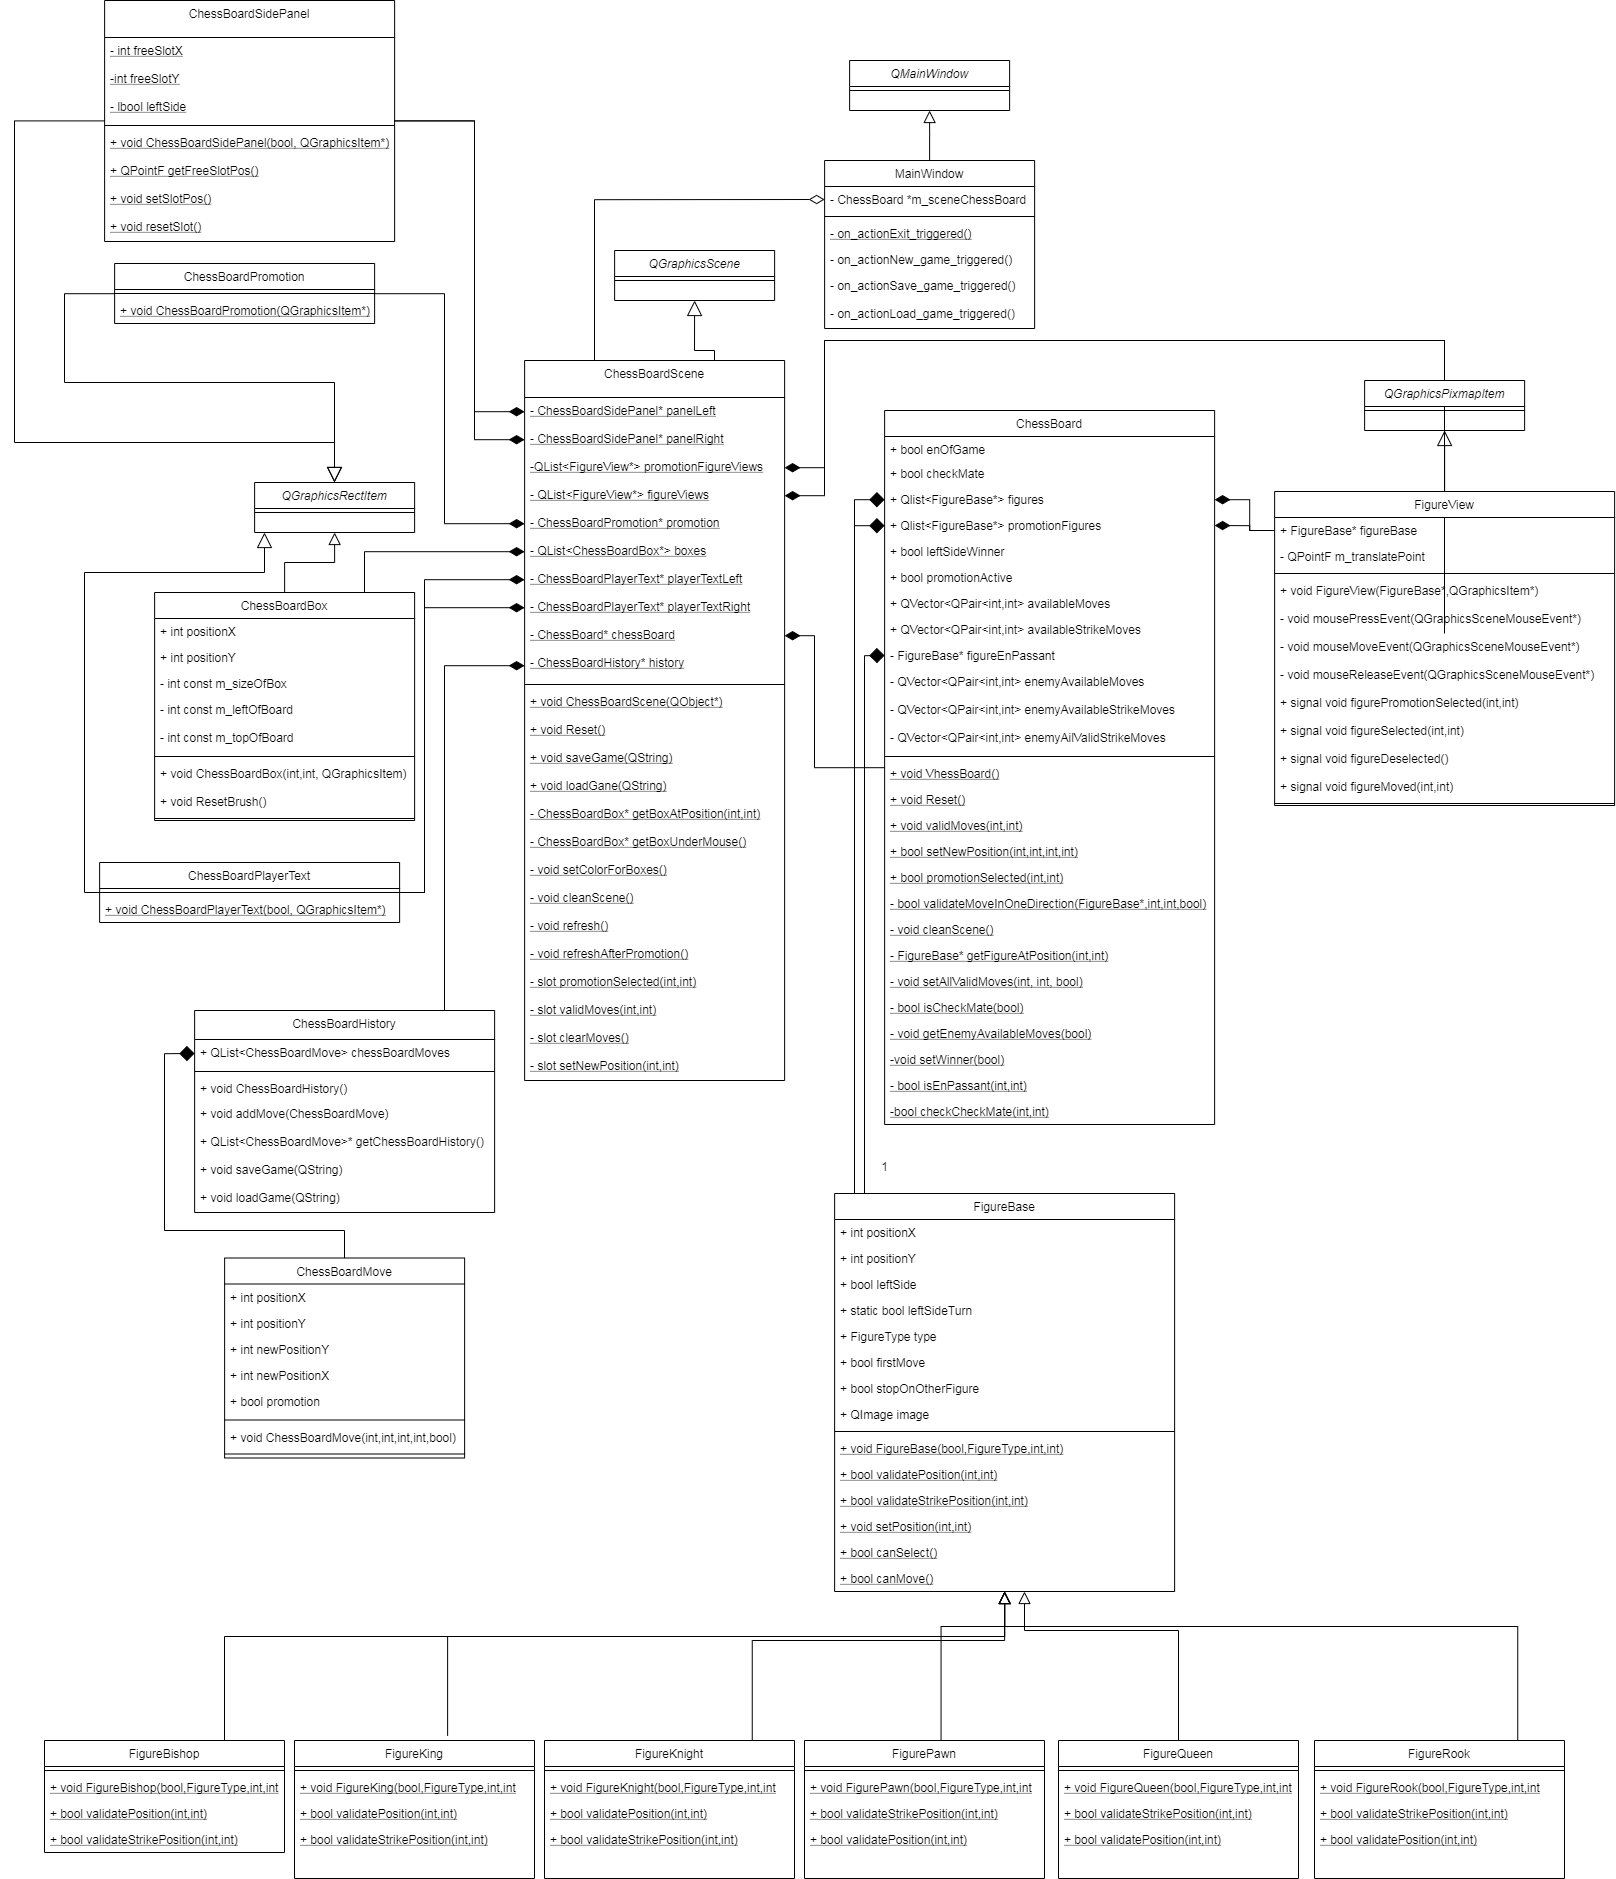 ChessBoardSidePanel
- int freeSlotX
-int freeSlotY
- lbool leftSide
+ void ChessBoardSidePanel(bool, QGraphicsItem*)
+ QPointF getFreeSlotPos()
+ void setSlotPos()
+ void resetSlot()
ChessBoardPromotion
+ void ChessBoardPromotion(QGraphicsItem*)
QGraphicsRectItem
ChessBoardBox
+ int positionX
+ int positionY
- int const m_sizeOfBox
- int const m_leftOfBoard
- int const m_topOfBoard
+ void ChessBoardBox(int,int, QGraphicsItem)
+ void ResetBrush()
ChessBoardPlayerText
+ void ChessBoardPlayerText(bool, QGraphicsItem*)
ChessBoardHistory
+ QList<ChessBoardMove> chessBoardMoves
+ void ChessBoardHistory()
+ void addMove(ChessBoardMove)
+ QList<ChessBoardMove>* getChessBoardHistory()
+ void saveGame(QString)
+ void loadGame(QString)
ChessBoardMove
+ int positionX
+ int positionY
+ int newPositionY
+ int newPositionX
+ bool promotion
+ void ChessBoardMove(int,int,int,int,bool)
QMainWindow
MainWindow
- ChessBoard *m_sceneChessBoard
- on_actionExit_triggered()
- on_actionNew_game_triggered()
- on_actionSave_game_triggered()
- on_actionLoad_game_triggered()
QGraphicsScene
ChessBoardScene
- ChessBoardSidePanel* panelLeft
- ChessBoardSidePanel* panelRight
-QList<FigureView*> promotionFigureViews
- QList<FigureView*> figureViews
- ChessBoardPromotion* promotion
- QList<ChessBoardBox*> boxes
- ChessBoardPlayerText* playerTextLeft
- ChessBoardPlayerText* playerTextRight
- ChessBoard* chessBoard
- ChessBoardHistory* history
+ void ChessBoardScene(QObject*)
+ void Reset()
+ void saveGame(QString)
+ void loadGane(QString)
- ChessBoardBox* getBoxAtPosition(int,int)
- ChessBoardBox* getBoxUnderMouse()
- void setColorForBoxes()
- void cleanScene()
- void refresh()
- void refreshAfterPromotion()
- slot promotionSelected(int,int)
- slot validMoves(int,int)
- slot clearMoves()
- slot setNewPosition(int,int)
ChessBoard
+ bool enOfGame
+ bool checkMate
+ Qlist<FigureBase*> figures
+ Qlist<FigureBase*> promotionFigures
+ bool leftSideWinner
+ bool promotionActive
+ QVector<QPair<int,int> availableMoves
+ QVector<QPair<int,int> availableStrikeMoves
- FigureBase* figureEnPassant
- QVector<QPair<int,int> enemyAvailableMoves
- QVector<QPair<int,int> enemyAvailableStrikeMoves
- QVector<QPair<int,int> enemyAilValidStrikeMoves
+ void VhessBoard()
+ void Reset()
+ void validMoves(int,int)
+ bool setNewPosition(int,int,int,int)
+ bool promotionSelected(int,int)
- bool validateMoveInOneDirection(FigureBase*,int,int,bool)
- void cleanScene()
- FigureBase* getFigureAtPosition(int,int)
- void setAllValidMoves(int, int, bool)
- bool isCheckMate(bool)
- void getEnemyAvailableMoves(bool)
-void setWinner(bool)
- bool isEnPassant(int,int)
-bool checkCheckMate(int,int)
QGraphicsPixmapItem
FigureView
+ FigureBase* figureBase
- QPointF m_translatePoint
+ void FigureView(FigureBase*,QGraphicsItem*)
- void mousePressEvent(QGraphicsSceneMouseEvent*)
- void mouseMoveEvent(QGraphicsSceneMouseEvent*)
- void mouseReleaseEvent(QGraphicsSceneMouseEvent*)
+ signal void figurePromotionSelected(int,int)
+ signal void figureSelected(int,int)
+ signal void figureDeselected()
+ signal void figureMoved(int,int)
1
FigureBase
+ int positionX
+ int positionY
+ bool leftSide
+ static bool leftSideTurn
+ FigureType type
+ bool firstMove
+ bool stopOnOtherFigure
+ QImage image
+ void FigureBase(bool,FigureType,int,int)
+ bool validatePosition(int,int)
+ bool validateStrikePosition(int,int)
+ void setPosition(int,int)
+ bool canSelect()
+ bool canMove()
FigureBishop
+ void FigureBishop(bool,FigureType,int,int
+ bool validatePosition(int,int)
+ bool validateStrikePosition(int,int)
FigureKing
+ void FigureKing(bool,FigureType,int,int
+ bool validatePosition(int,int)
+ bool validateStrikePosition(int,int)
FigureKnight
+ void FigureKnight(bool,FigureType,int,int
+ bool validatePosition(int,int)
+ bool validateStrikePosition(int,int)
FigurePawn
+ void FigurePawn(bool,FigureType,int,int
+ bool validateStrikePosition(int,int)
+ bool validatePosition(int,int)
FigureQueen
+ void FigureQueen(bool,FigureType,int,int
+ bool validateStrikePosition(int,int)
+ bool validatePosition(int,int)
FigureRook
+ void FigureRook(bool,FigureType,int,int
+ bool validateStrikePosition(int,int)
+ bool validatePosition(int,int)